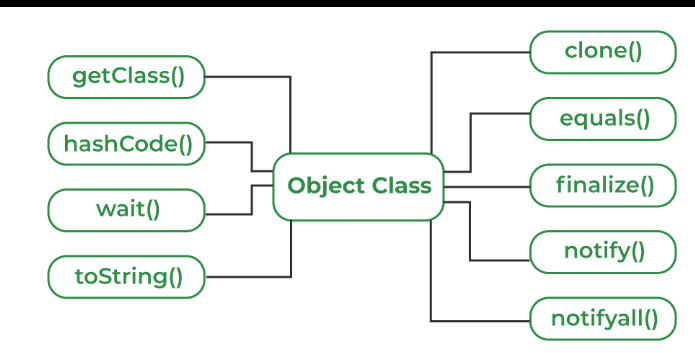 getClass()
hashCode()
wait()
toString()
Object Class
clone()
equals()
finalize()
notify()
notifyall()